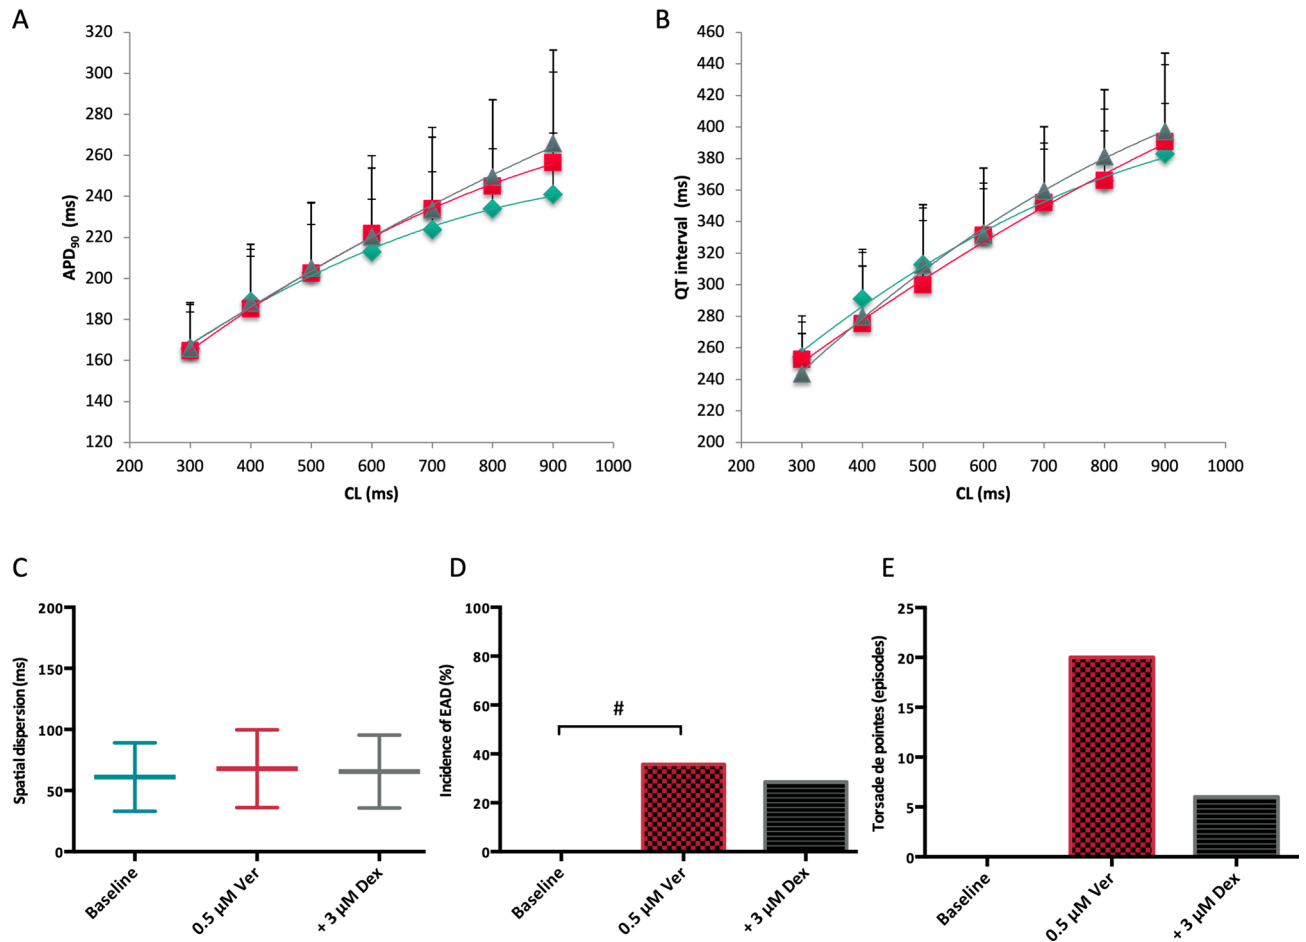 A
320
300
280
260
240
220
200
180
160
140
120
APD90 (ms)
200 300 400 500 600 700 800 900 1000
CL (ms)
B
460
440
420
400
380
360
340
320
300
280
260
240
220
200
QT interval (ms)
200 300 400 500 600 700 800 900 1000
CL (ms)
C
200
150
100
50
0
Spatial dispersion (ms)
Baseline
0.5 µM Ver
+ 3 µM Dex
D
100
80
60
40
20
0
Incidence of EAD (%)
#
Baseline
0.5 µM Ver
+ 3 µM Dex
E
25
20
15
10
5
0
Torsade de pointes (episodes)
Baseline
0.5 µM Ver
+ 3 µM Dex